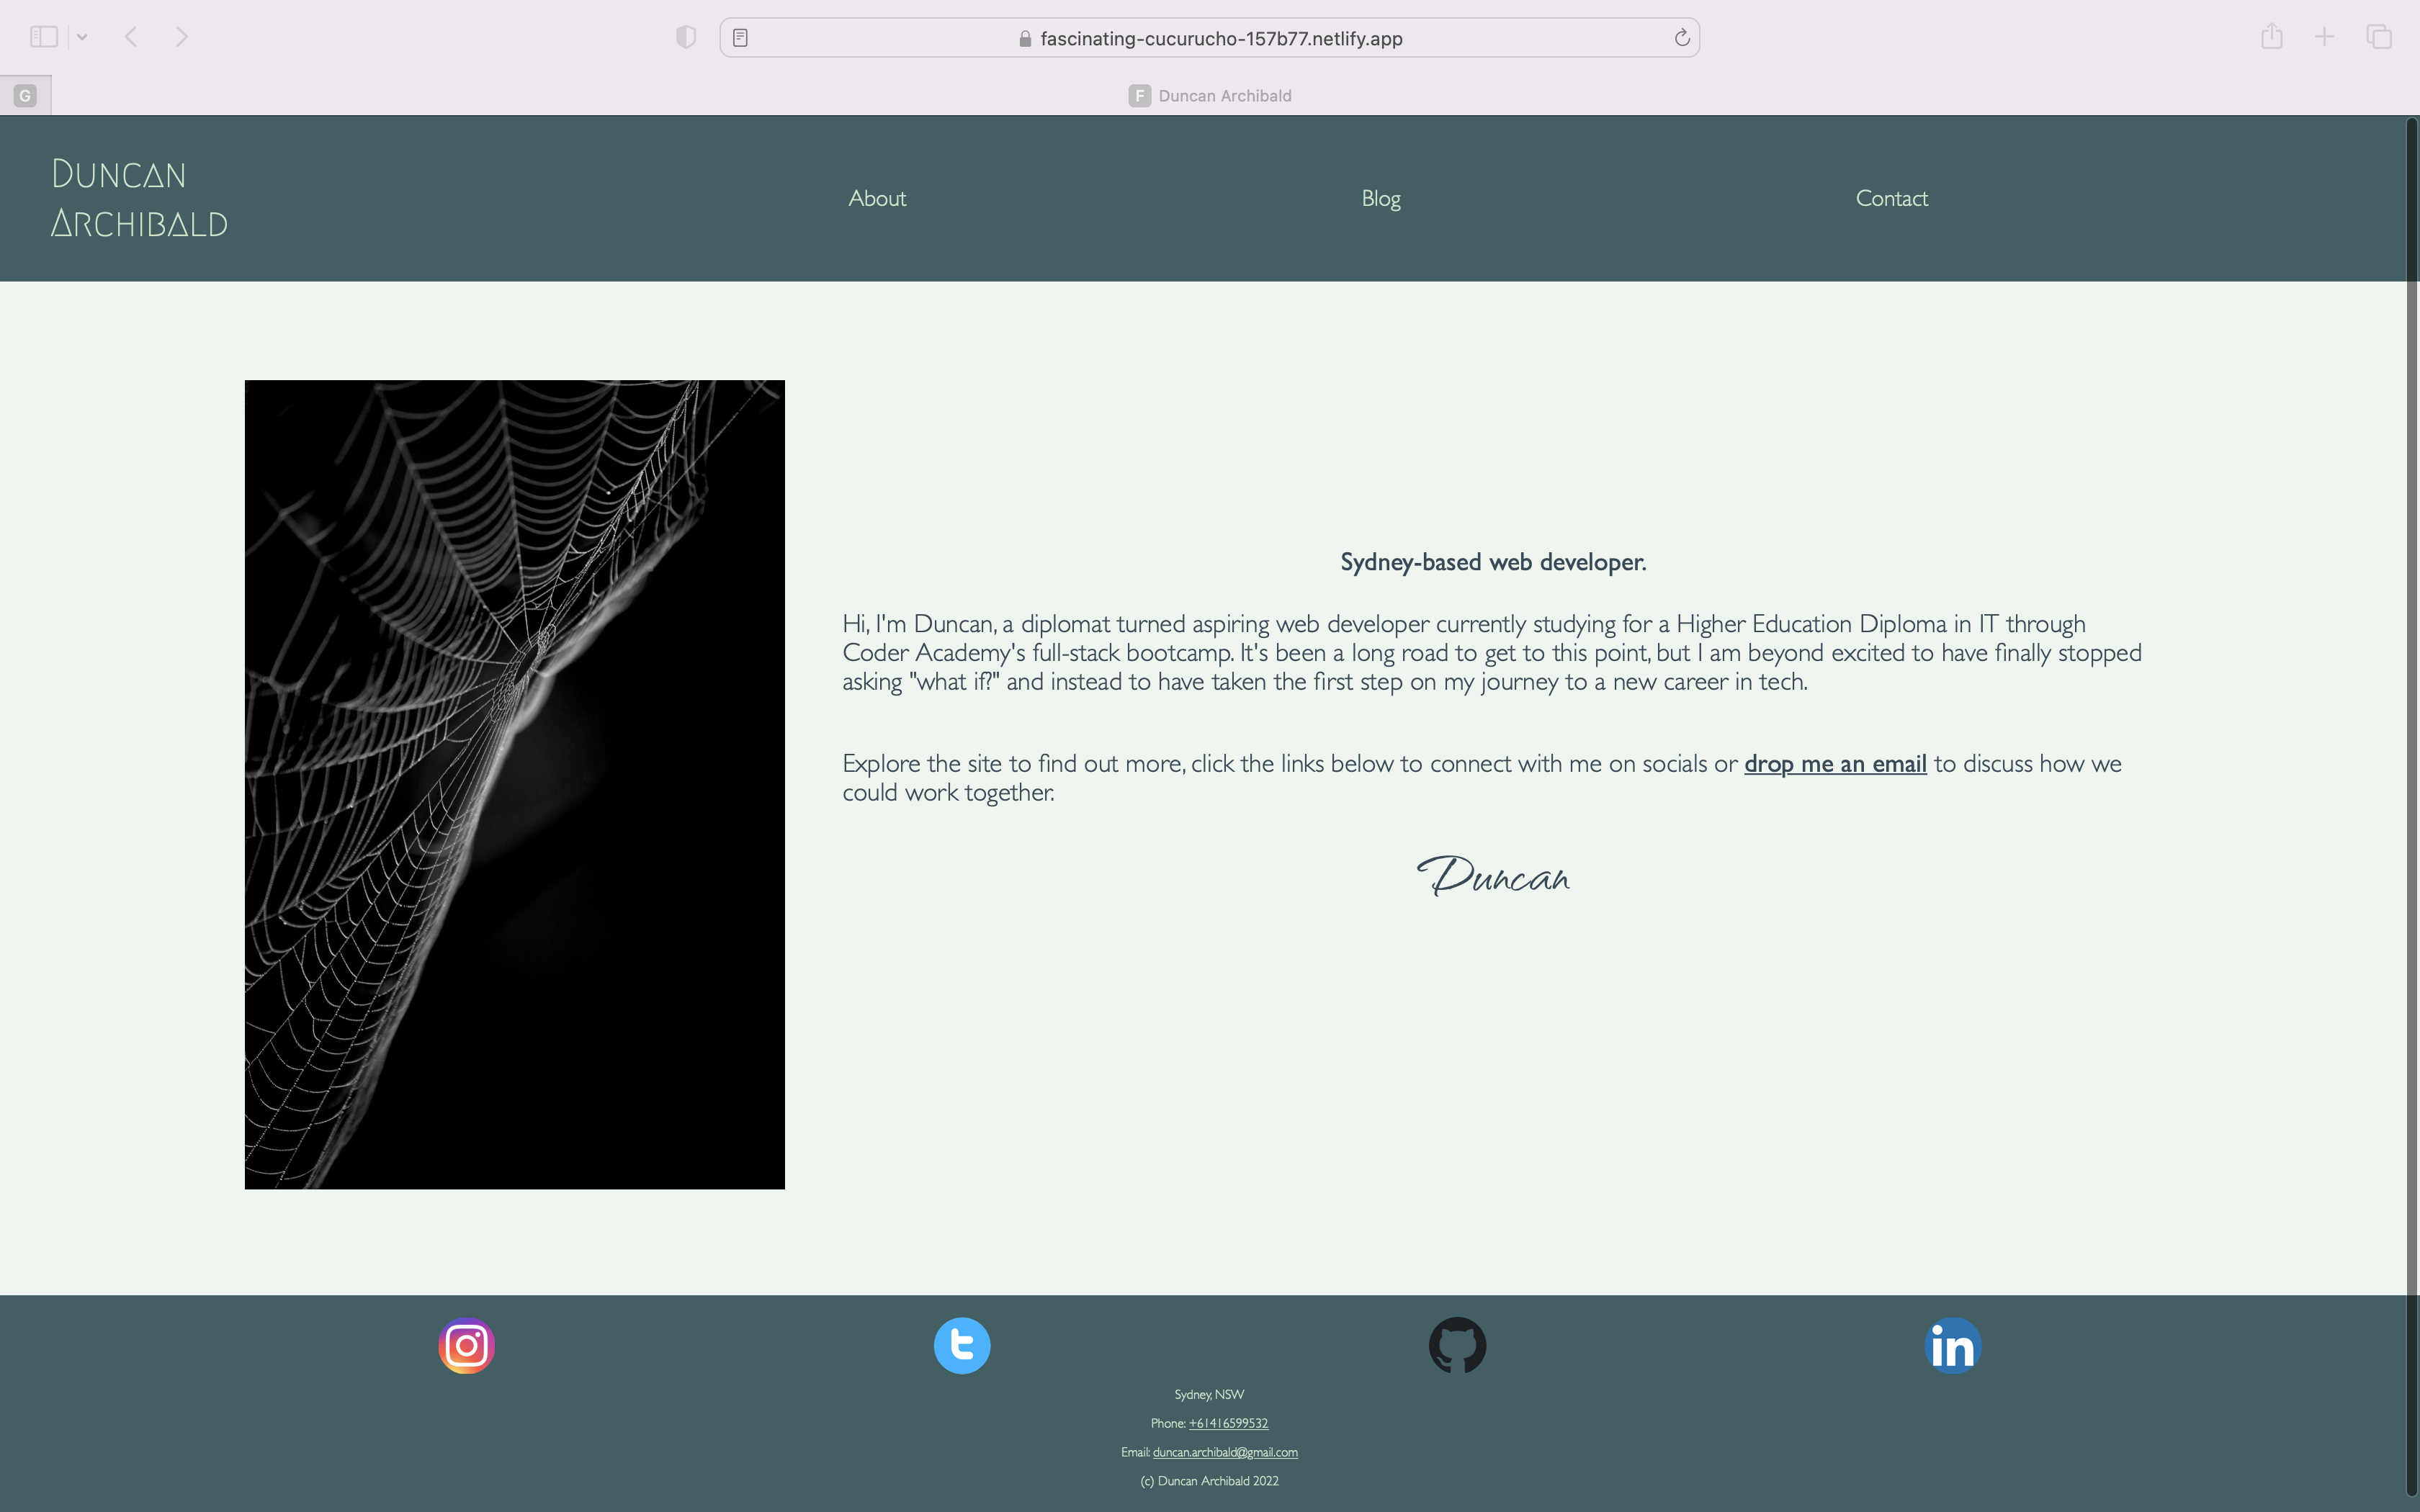 fascinating-cucurucho-157b77.netlify.app
G
F Duncan Archibald
DUNCAN
ARCHIBALD
About
Blog
Contact
Sydney-based web developer.
Hi, I'm Duncan, a diplomat turned aspiring web developer currently studying for a Higher Education Diploma in IT through
Coder Academy's full-stack bootcamp. It's been a long road to get to this point, but I am beyond excited to have finally stopped
asking "what if?" and instead to have taken the first step on my journey to a new career in tech.
Explore the site to find out more, click the links below to connect with me on socials or drop me an email to discuss how we
could work together.
Duncan
in
Sydney, NSW
Phone: +61416599532
Email: duncan.archibald@gmail.com
(c) Duncan Archibald 2022